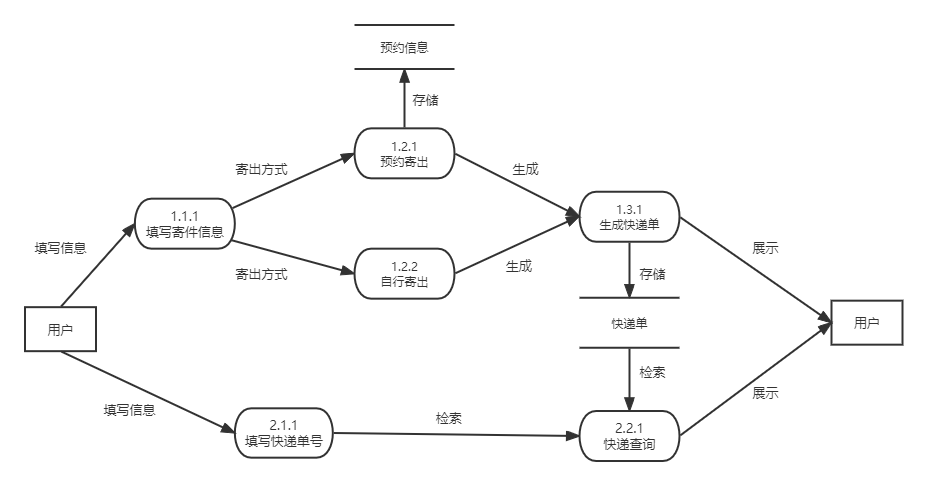 预约信息
存储
1.2.1
预约寄出
寄出方式
生成
1.1.1
填写寄件信息
1.3.1
生成快递单
填写信息
展示
寄出方式
1.2.2
自行寄出
生成
存储
用户
快递单
用户
检索
展示
填写信息
检索
2.1.1
填写快递单号
2.2.1
快递查询